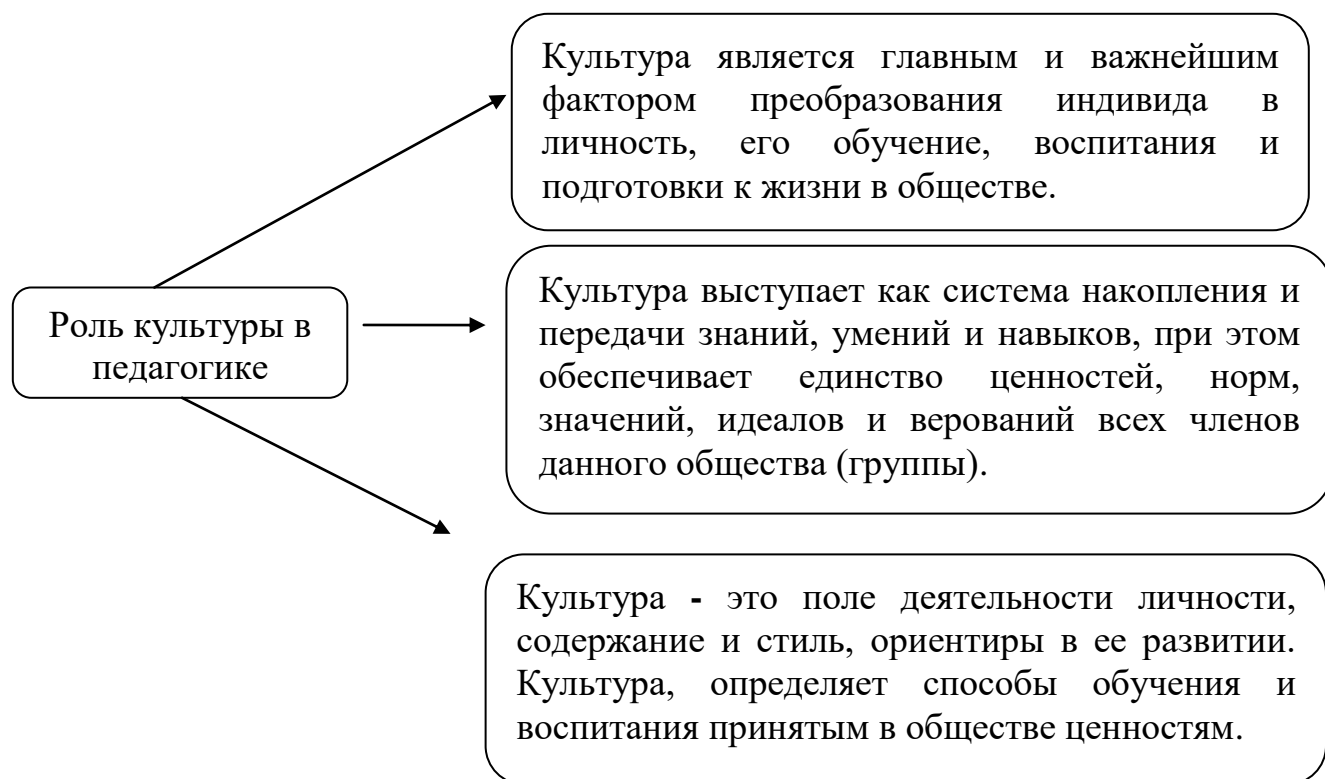 Культура является главным и важнейшим
фактором преобразования индивида в
личность, его обучение, воспитания и
подготовки к жизни в обществе.
Роль культуры в
педагогике
Культура выступает как система накопления и
передачи знаний, умений и навыков, при этом
обеспечивает единство ценностей, норм,
значений, идеалов и верований всех членов
данного общества (группы).
Культура - это поле деятельности личности,
содержание и стиль, ориентиры в ее развитии.
Культура, определяет способы обучения и
воспитания принятым в обществе ценностям.